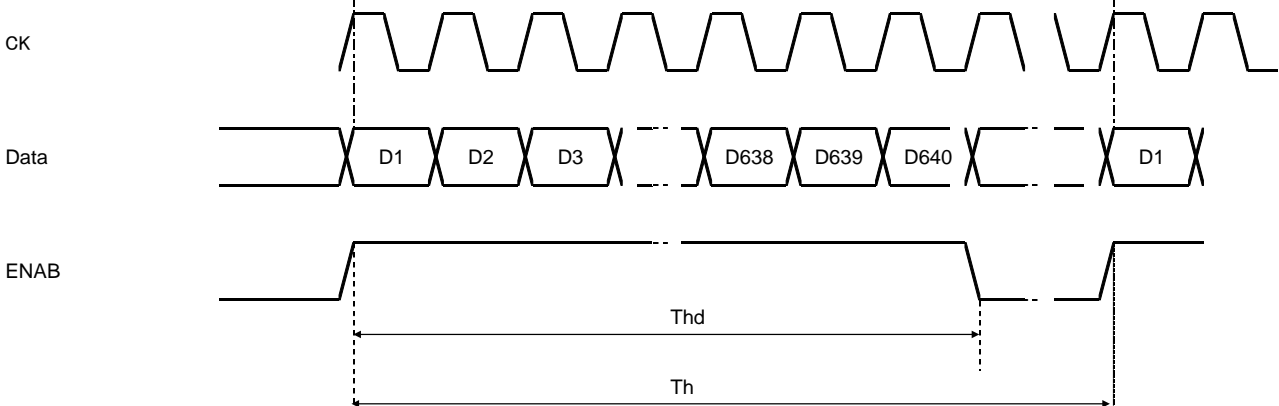 CK
Data
D1 D2 D3 D638 D639 D640 D1
ENAB
Thd
Th